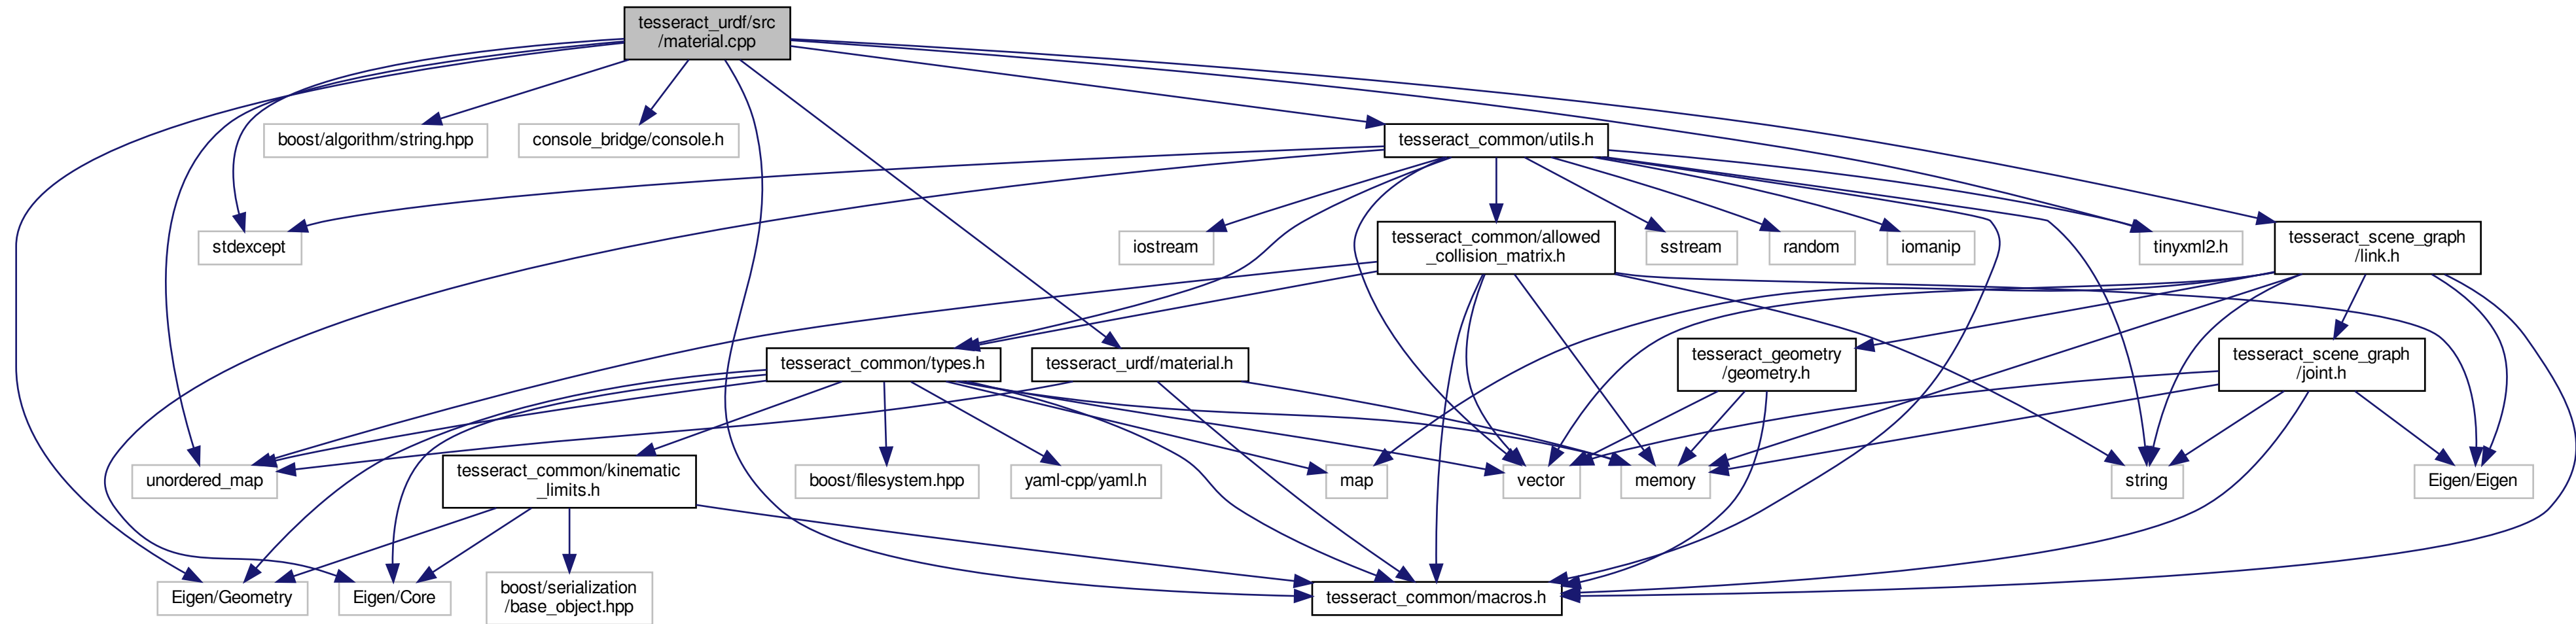 tesseract_urdf/src
/material.cpp
boost/algorithm/string.hpp
console_bridge/console.h
tesseract_common/utils.h
stdexcept
iostream
tesseract_common/allowed
_collision_matrix.h
sstream
random
iomanip
tinyxml2.h
tesseract_scene_graph
/link.h
tesseract_common/types.h
tesseract_urdf/material.h
tesseract_geometry
/geometry.h
tesseract_scene_graph
/joint.h
unordered_map
tesseract_common/kinematic
_limits.h
boost/filesystem.hpp
yaml-cpp/yaml.h
map
vector
memory
string
Eigen/Eigen
Eigen/Geometry
Eigen/Core
boost/serialization
/base_object.hpp
tesseract_common/macros.h